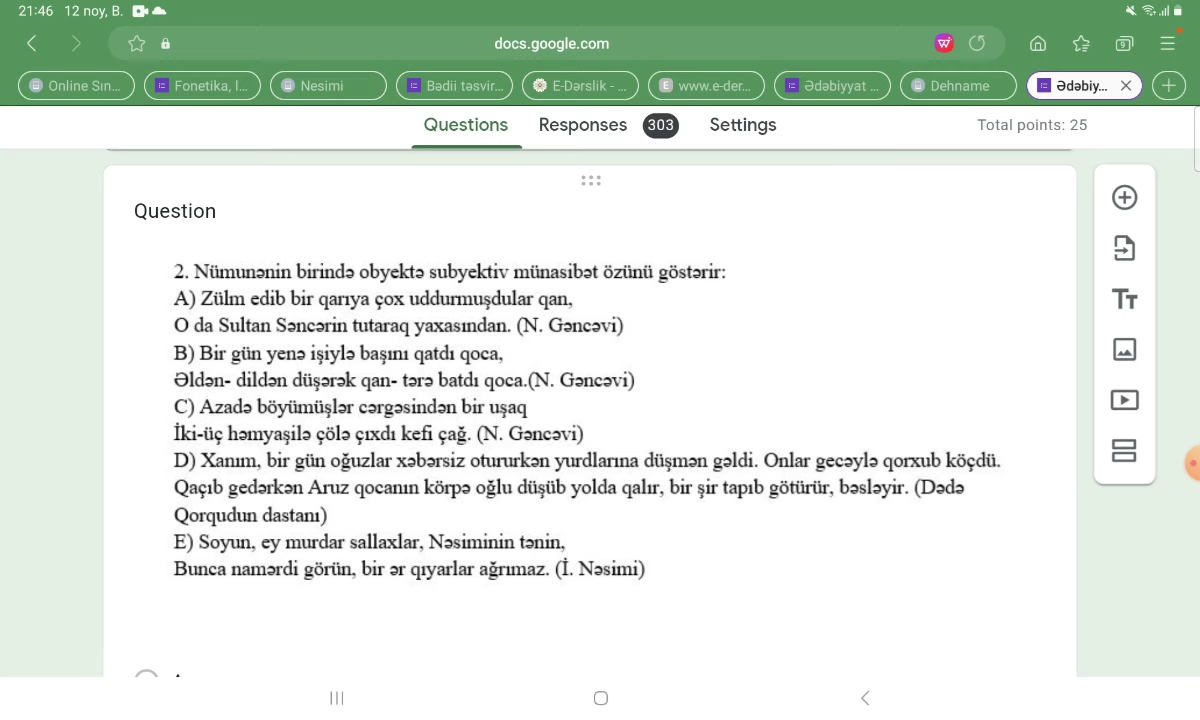 21:46 12 noy, B.
docs.google.com
9
Online Sın...
Fonetika, l...
Nesimi
Bədii təsvir...
E-Dərslik - ...
E www.e-der...
Ədəbiyyat ...
Dehname
Ədəbiy...
Questions Responses 303 Settings Total points: 25
Question
2. Nümunənin birində obyektə subyektiv münasibət özünü göstərir:
A) Zülm edib bir qarıya çox uddurmuşdular qan,
O da Sultan Səncərin tutaraq yaxasından. (N. Gəncəvi)
B) Bir gün yenə işiylə başını qatdı qoca,
Əldən- dildən düşərək qan- tərə batdı qoca.(N. Gəncəvi)
C) Azadə böyümüşlər cərgəsindən bir uşaq
İki-üç həmyaşilə çölə çıxdı kefi çağ. (N. Gəncəvi)
D) Xanım, bir gün oğuzlar xəbərsiz otururkən yurdlarına düşmən gəldi. Onlar gecəylə qorxub köçdü.
Qaçıb gedərkən Aruz qocanın körpə oğlu düşüb yolda qalır, bir şir tapıb götürür, bəsləyir. (Dədə
Qorqudun dastanı)
E) Soyun, ey murdar sallaxlar, Nəsiminin tənin,
Bunca namərdi görün, bir ər qıyarlar ağrımaz. (İ. Nəsimi)